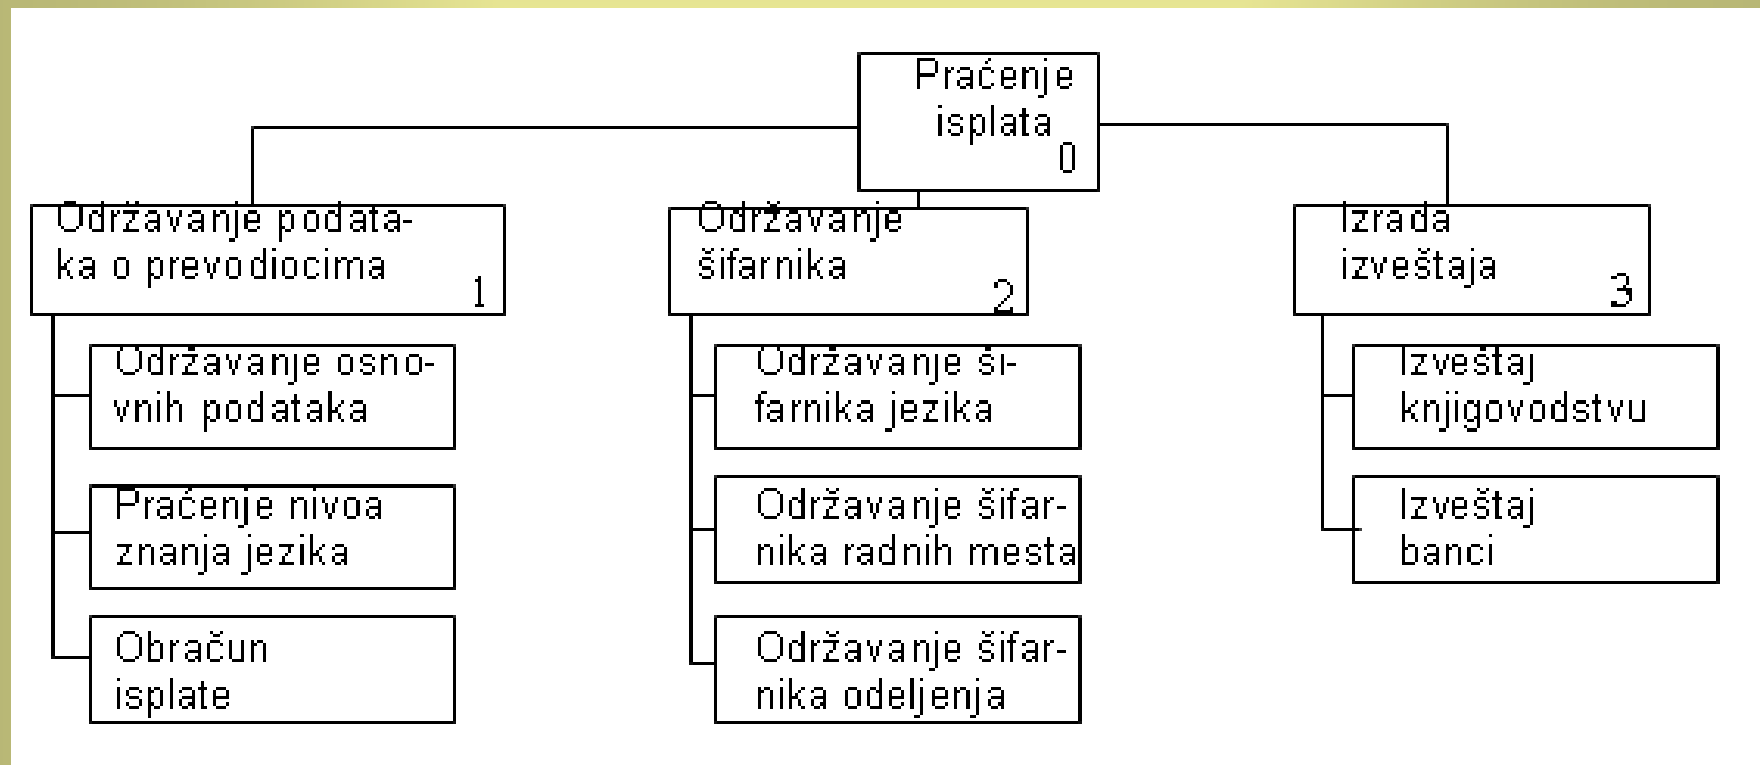 Praćenje
isplata
0
Održavanje podata-
ka o prevodiocima
1
Održavanje osno-
vnih podataka
Praćenje nivoa
znanja jezika
Obračun
isplate
Održavanje
šifarnika
2
Održavanje ši-
farnika jezika
Održavanje šifar-
nika radnih mesta
Održavanje šifar-
nika odeljenja
Izrada
izveštaja
3
Izveštaj
knjigovodstvu
Izveštaj
banci